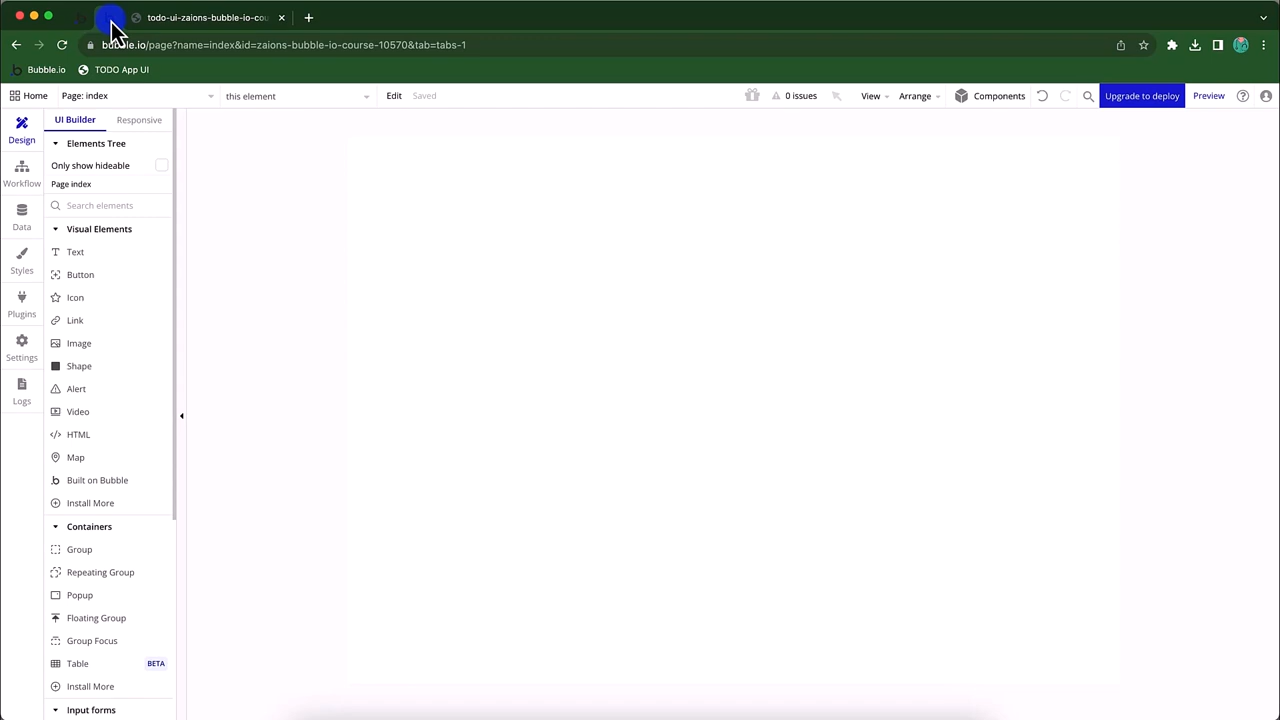 todo-ui-zaions-bubble-io-cou
bubble.io/page?name=index&id=zaions-bubble-io-course-10570&tab=tabs-1
Bubble.io TODO App UI
Home Page: index this element Edit Saved 0 issues View Arrange Components Upgrade to deploy Preview
UI Builder Responsive
Design
Workflow
Data
Styles
Plugins
Settings
Logs
Elements Tree
Only show hideable
Page index
Search elements
Visual Elements
Text
Button
Icon
Link
Image
Shape
Alert
Video
HTML
Map
Built on Bubble
Install More
Containers
Group
Repeating Group
Popup
Floating Group
Group Focus
Table BETA
Install More
Input forms